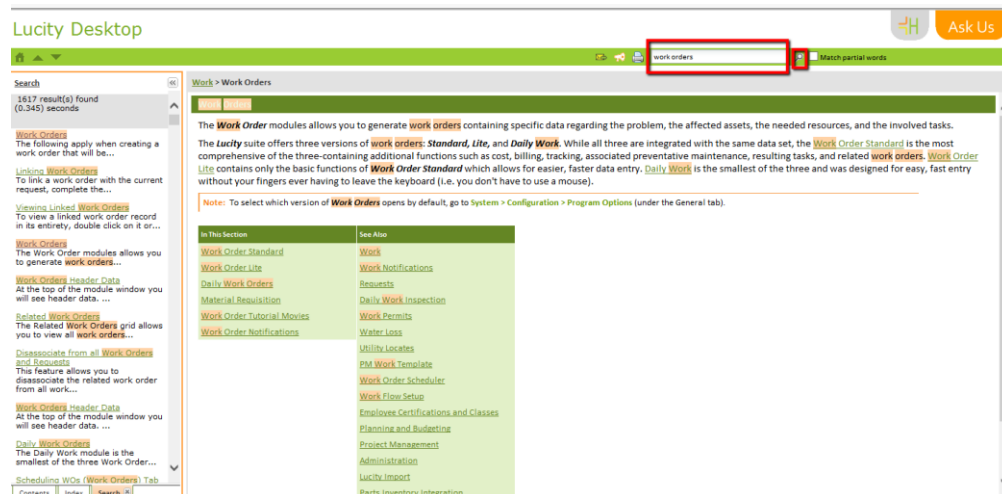 Lucity Desktop
Ask Us
work orders
Match partial words
Search
Work > Work Orders
1617 result(s) found
(0.345) seconds
Work Orders
The following apply when creating a
work order that will be...
Linking Work Orders
To link a work order with the current
request, complete the...
Viewing Linked Work Orders
To view a linked work order record
in its entirety, double click on it or...
Work Orders
The Work Order modules allows you
to generate work orders...
Work Orders Header Data
At the top of the module window you
will see header data. ...
Related Work Orders
The Related Work Orders grid allows
you to view all work orders...
Disassociate from all Work Orders
and Requests
This feature allows you to
disassociate the related work order
from all work...
Work Orders Header Data
At the top of the module window you
will see header data. ...
Daily Work Orders
The Daily Work module is the
smallest of the three Work Order...
Scheduling WOs (Work Orders) Tab
Contents Index Search
Work Orders
The Work Order modules allows you to generate work orders containing specific data regarding the problem, the affected assets, the needed resources, and the involved tasks.
The Lucity suite offers three versions of work orders: Standard, Lite, and Daily Work. While all three are integrated with the same data set, the Work Order Standard is the most
comprehensive of the three-containing additional functions such as cost, billing, tracking, associated preventative maintenance, resulting tasks, and related work orders. Work Order
Lite contains only the basic functions of Work Order Standard which allows for easier, faster data entry. Daily Work is the smallest of the three and was designed for easy, fast entry
without your fingers ever having to leave the keyboard (i.e. you don't have to use a mouse).
Note: To select which version of Work Orders opens by default, go to System > Configuration > Program Options (under the General tab).
In This Section
Work Order Standard
Work Order Lite
Daily Work Orders
Material Requisition
Work Order Tutorial Movies
Work Order Notifications
See Also
Work
Work Notifications
Requests
Daily Work Inspection
Work Permits
Water Loss
Utility Locates
PM Work Template
Work Order Scheduler
Work Flow Setup
Employee Certifications and Classes
Planning and Budgeting
Project Management
Administration
Lucity Import
Parts Inventory Integration